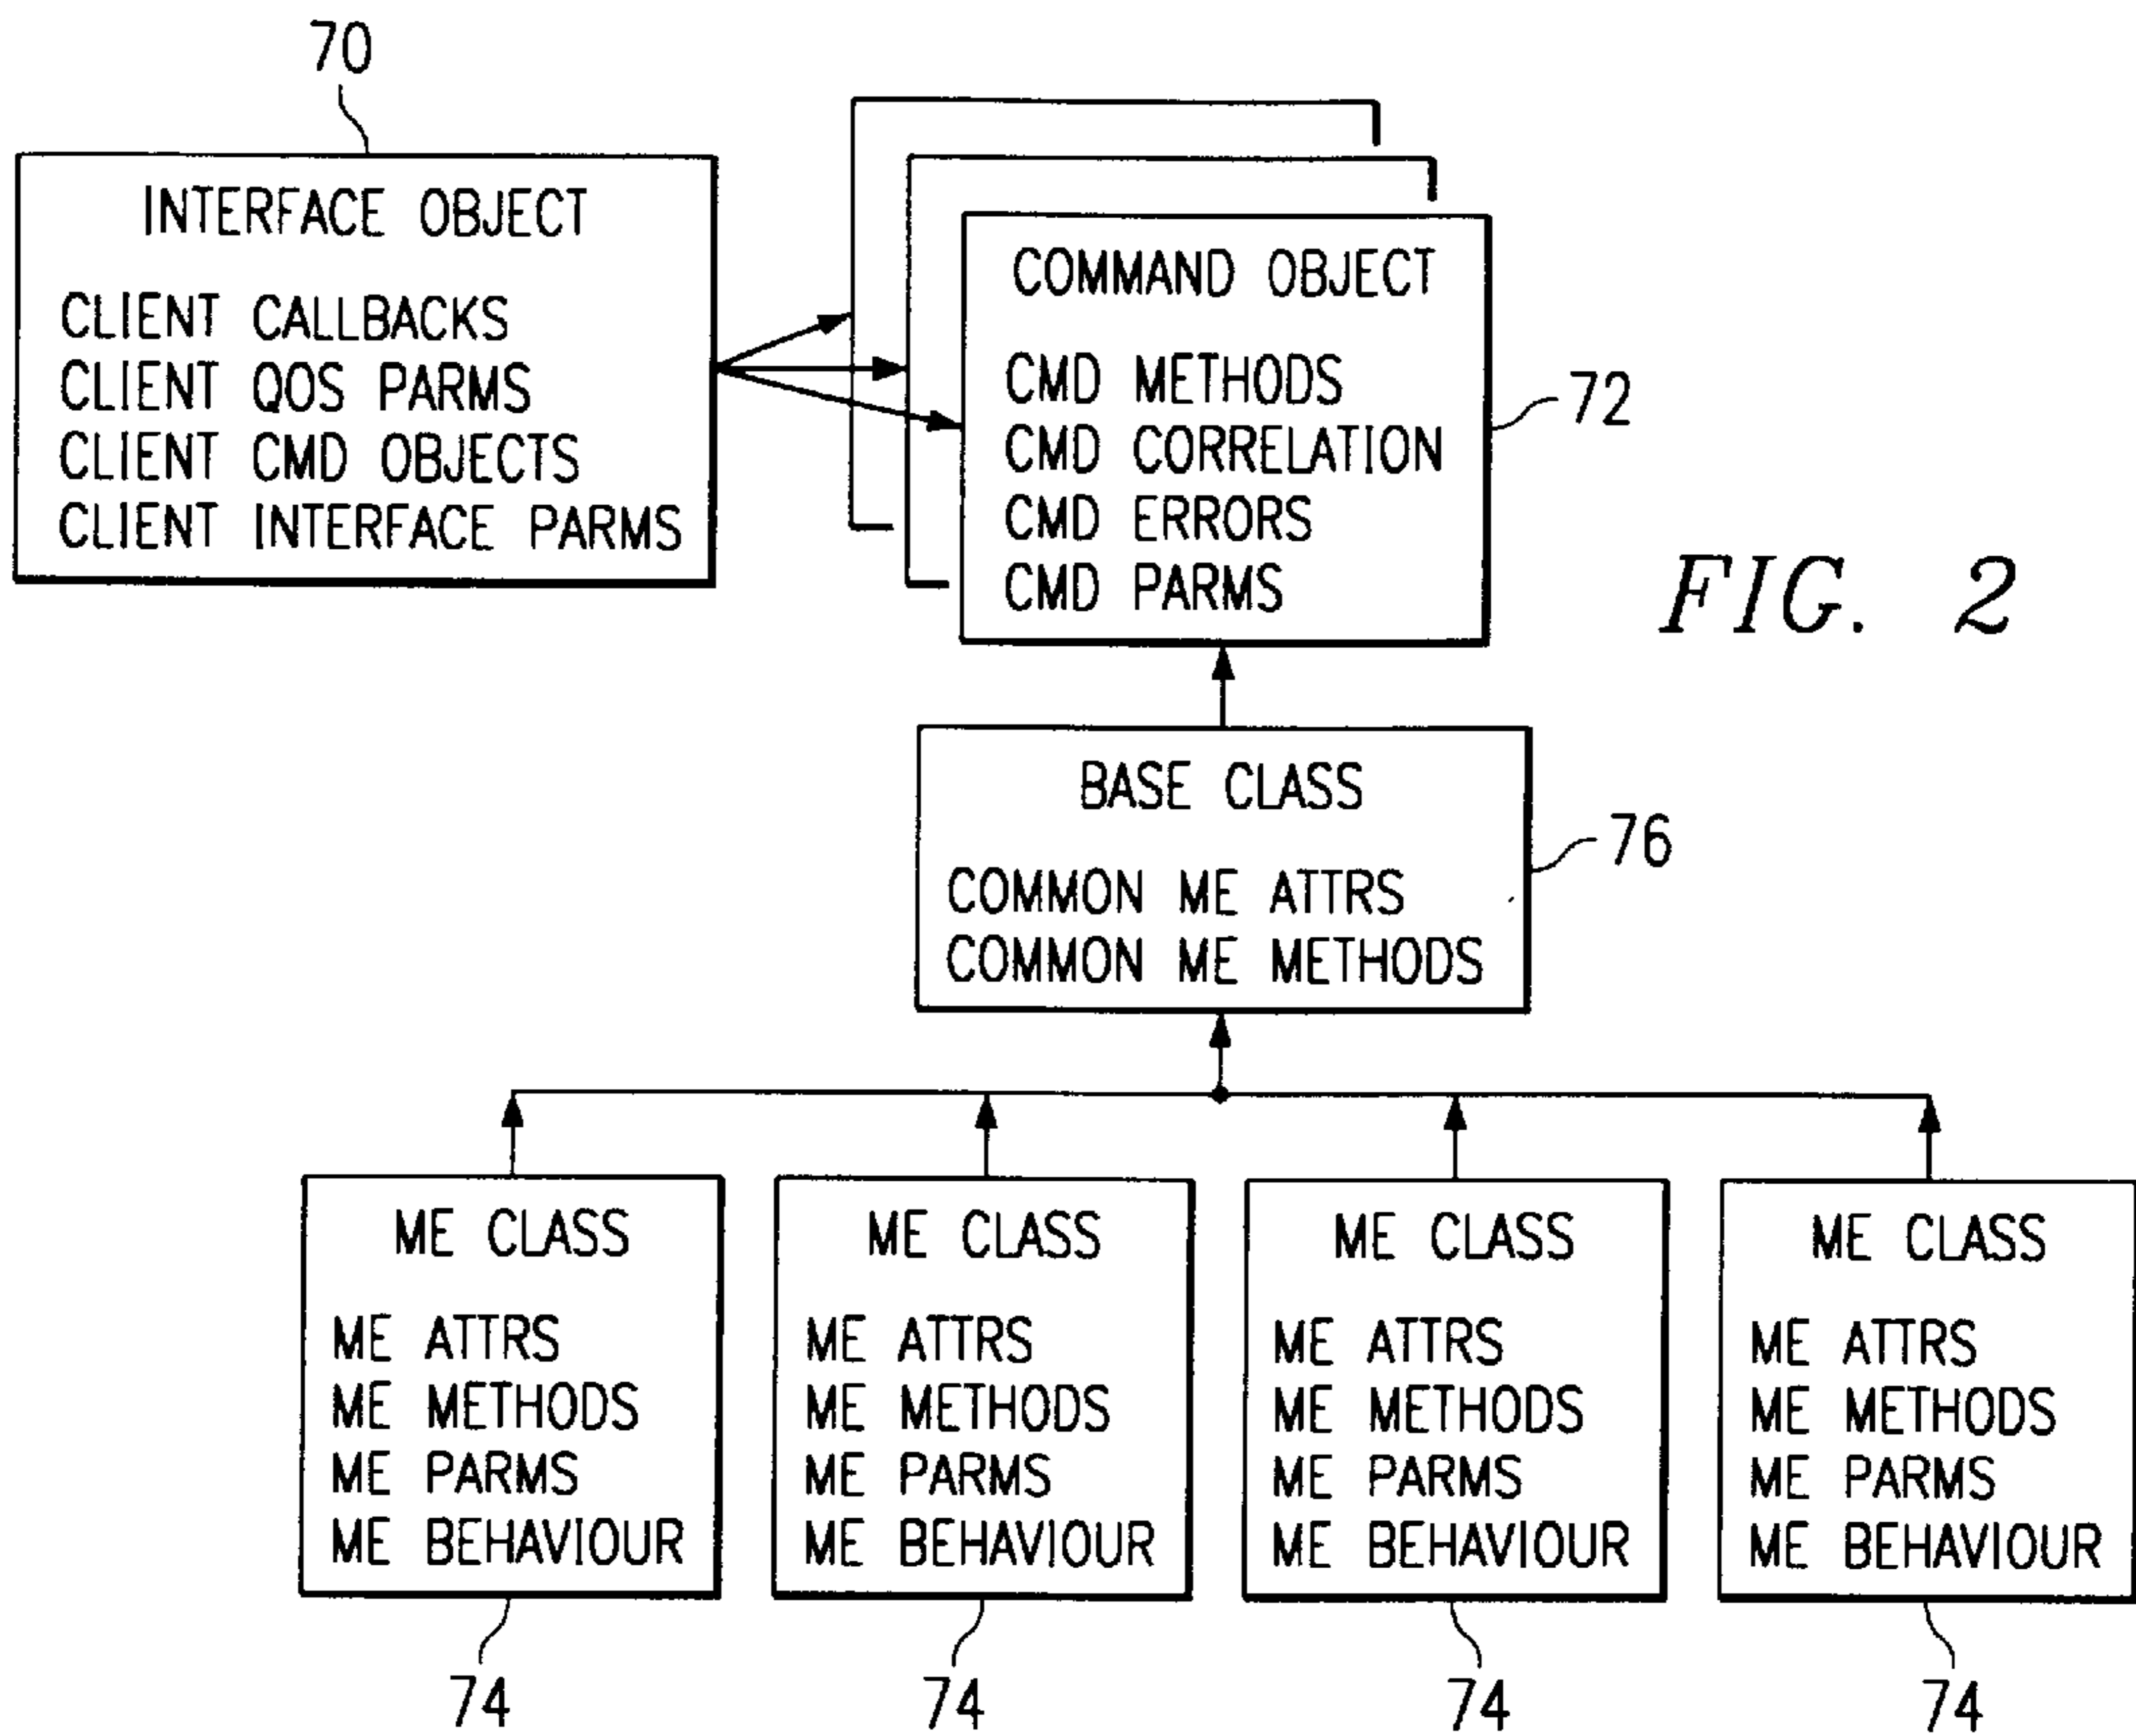 70
INTERFACE OBJECT
CLIENT CALLBACKS
CLIENT QOS PARMS
CLIENT CMD OBJECTS
CLIENT INTERFACE PARMS
COMMAND OBJECT
CMD METHODS
CMD CORRELATION
CMD ERRORS
CMD PARMS
72
FIG. 2
BASE CLASS
COMMON ME ATTRS
COMMON ME METHODS
76
ME CLASS
ME ATTRS
ME METHODS
ME PARMS
ME BEHAVIOUR
74
ME CLASS
ME ATTRS
ME METHODS
ME PARMS
ME BEHAVIOUR
74
ME CLASS
ME ATTRS
ME METHODS
ME PARMS
ME BEHAVIOUR
74
ME CLASS
ME ATTRS
ME METHODS
ME PARMS
ME BEHAVIOUR
74